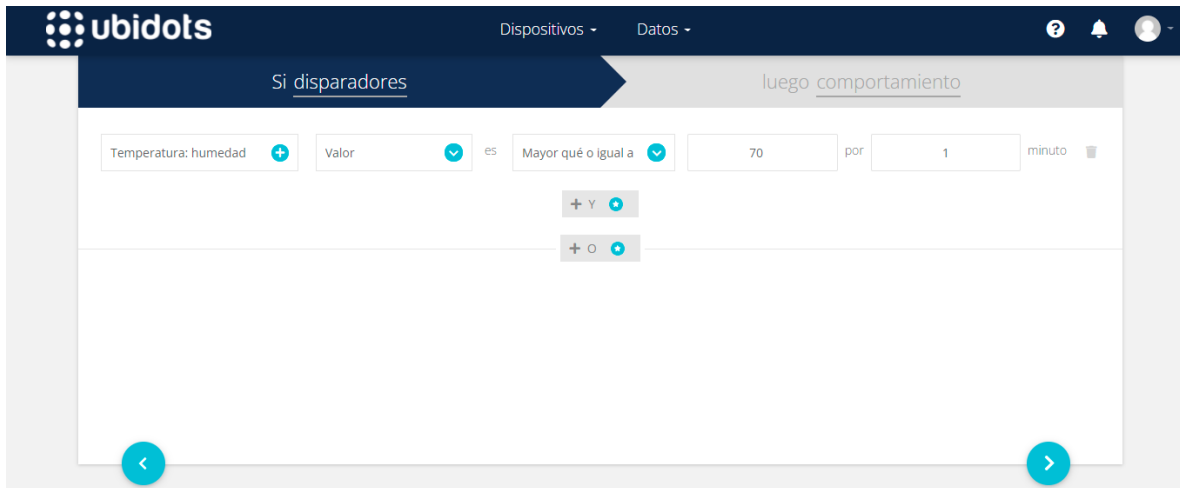 ubidots Dispositivos Datos
Si disparadores luego comportamiento
Temperatura: humedad Valor es Mayor qué o igual a 70 por 1 minuto
+ Y
+ O